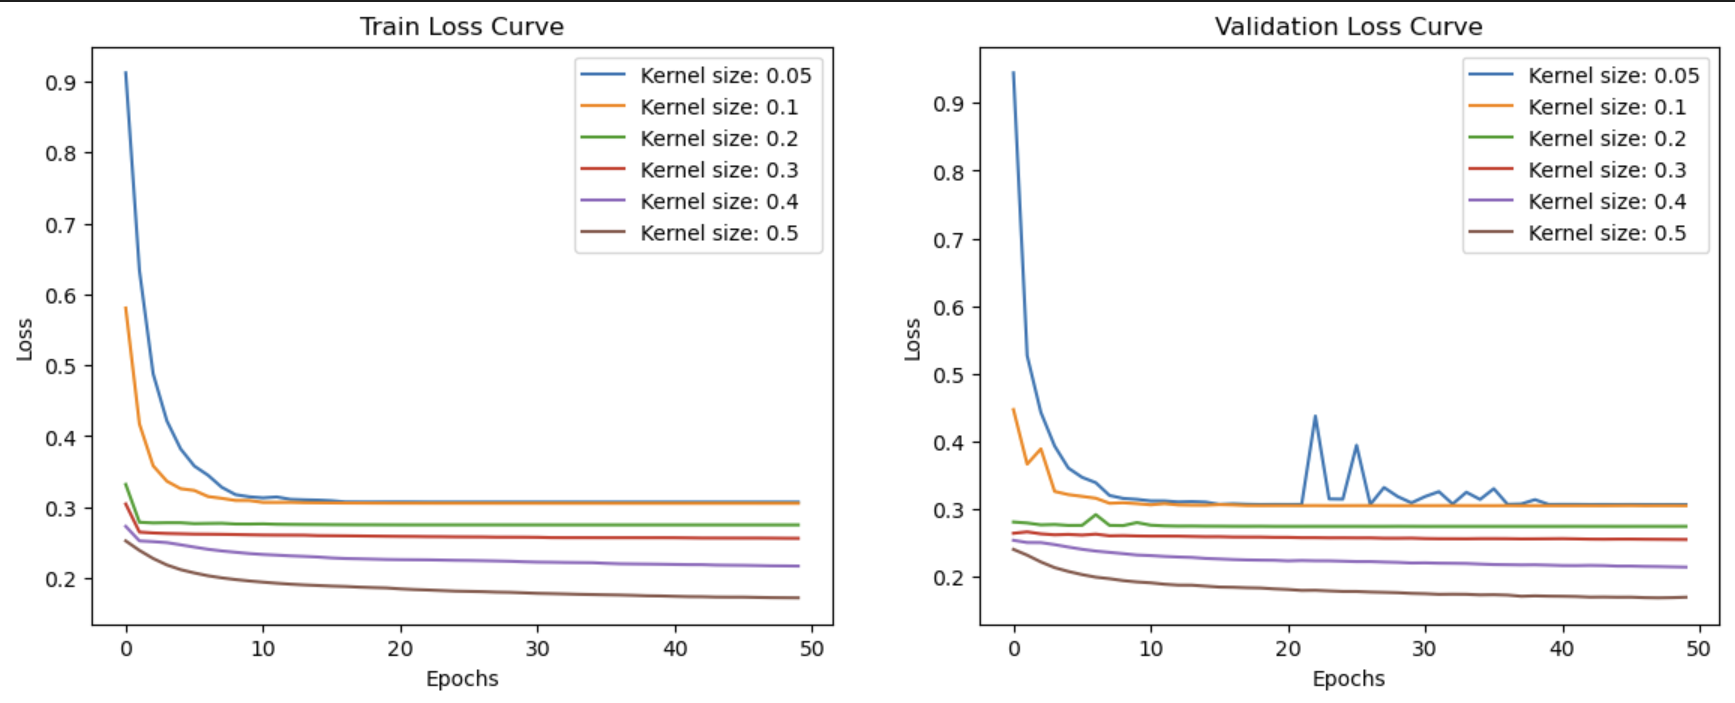 Train Loss Curve
Loss
0.9
0.8
0.7
0.6
0.5
0.4
0.3
0.2
Kernel size: 0.05
Kernel size: 0.1
Kernel size: 0.2
Kernel size: 0.3
Kernel size: 0.4
Kernel size: 0.5
0 10 20 30 40 50
Epochs
Validation Loss Curve
Loss
0.9
0.8
0.7
0.6
0.5
0.4
0.3
0.2
Kernel size: 0.05
Kernel size: 0.1
Kernel size: 0.2
Kernel size: 0.3
Kernel size: 0.4
Kernel size: 0.5
0 10 20 30 40 50
Epochs